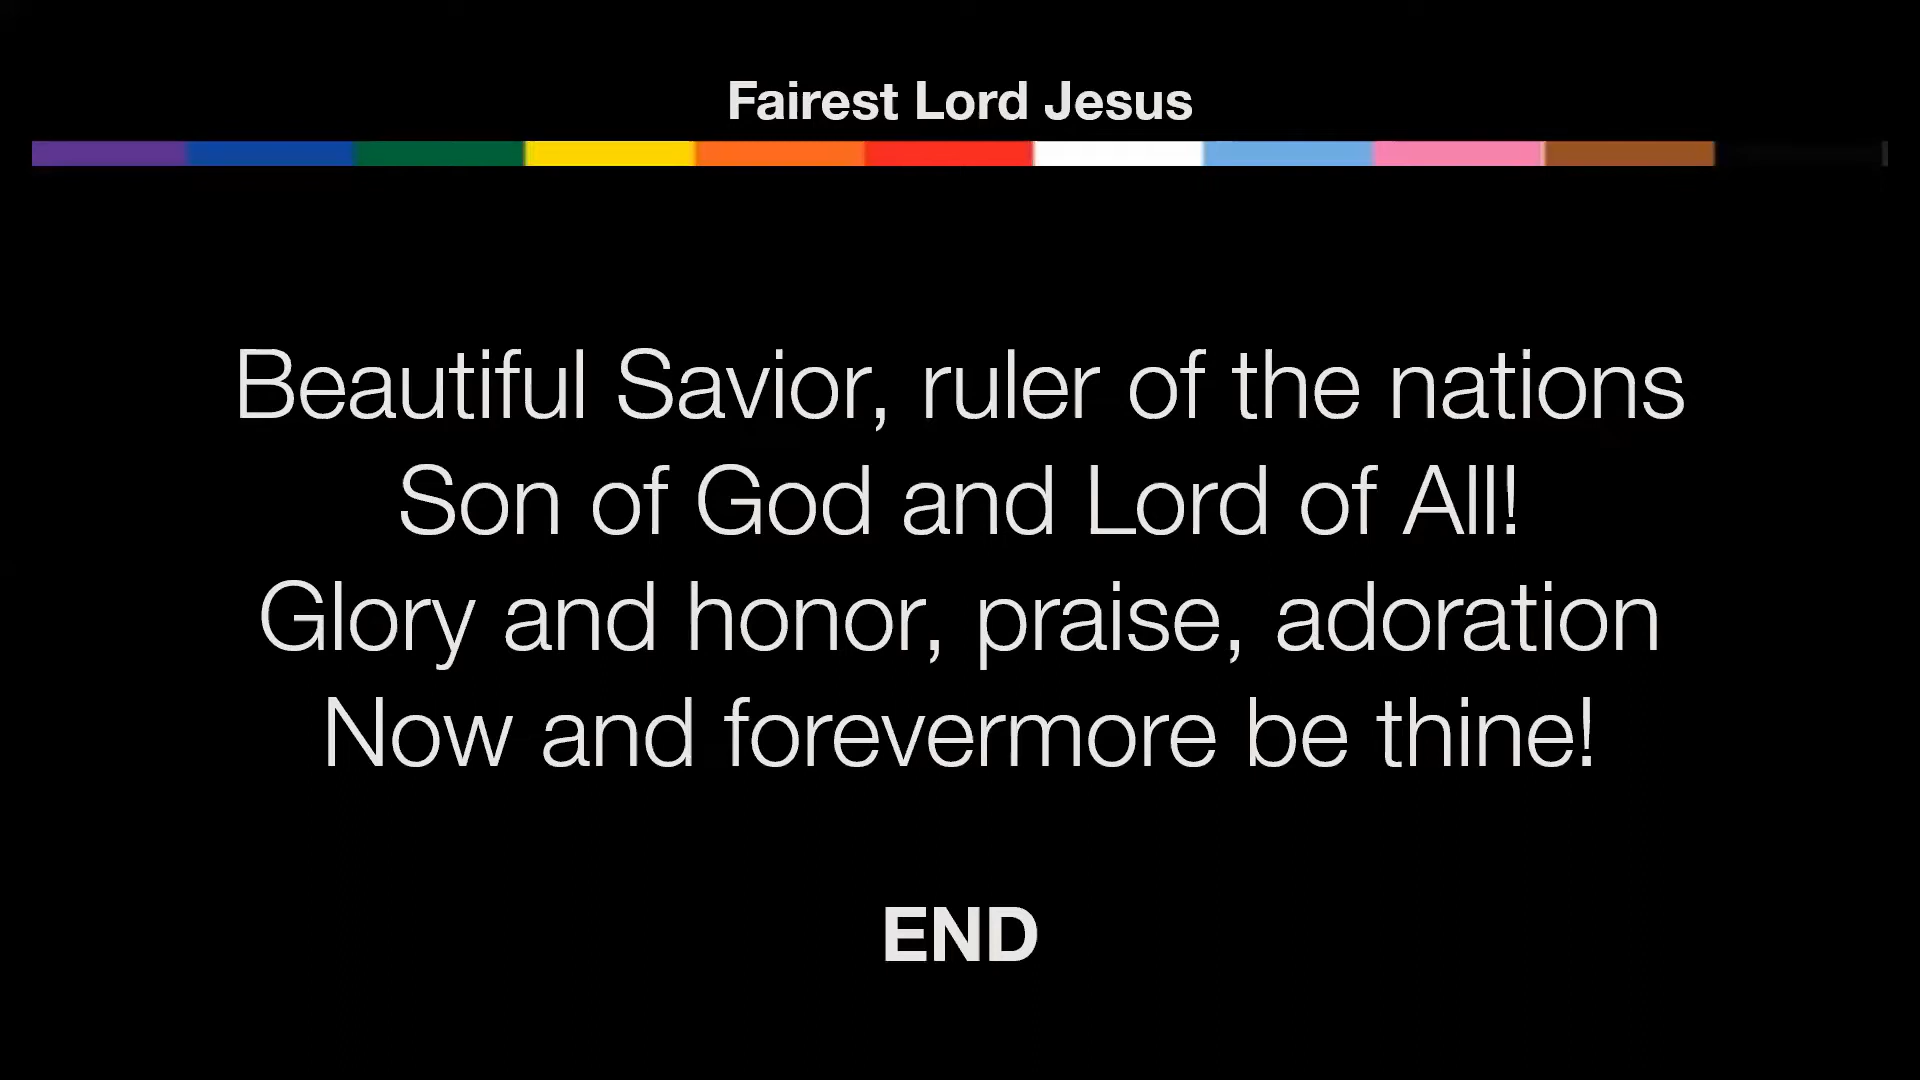 Fairest Lord Jesus
Beautiful Savior, ruler of the nations
Son of God and Lord of All!
Glory and honor, praise, adoration
Now and forevermore be thine!
END